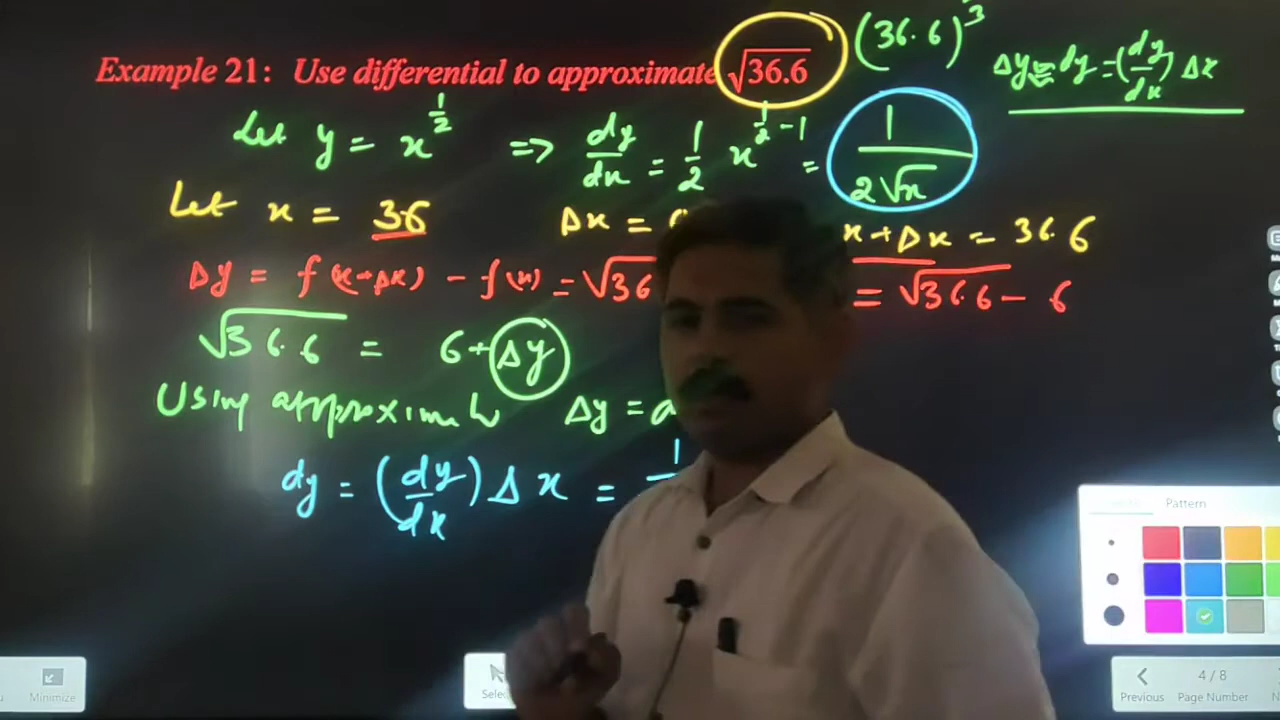 Example 21: Use differential to approximate √36.6
(36.6)^
Δy ≅ dy = (dy/dx) Δx
Let y = x^1/2 => dy/dx = 1/2 x^1/2 - 1 = 1/2√x
Let x = 36 Δx = x + Δx = 36.6
Δy = f(x+Δx) - f(x) = √36 = √36.6 - 6
√36.6 = 6 + Δy
Using Δy =
dy = (dy/dx) Δx = 1
Pattern
Minimize
4 / 8
Previous Page Number